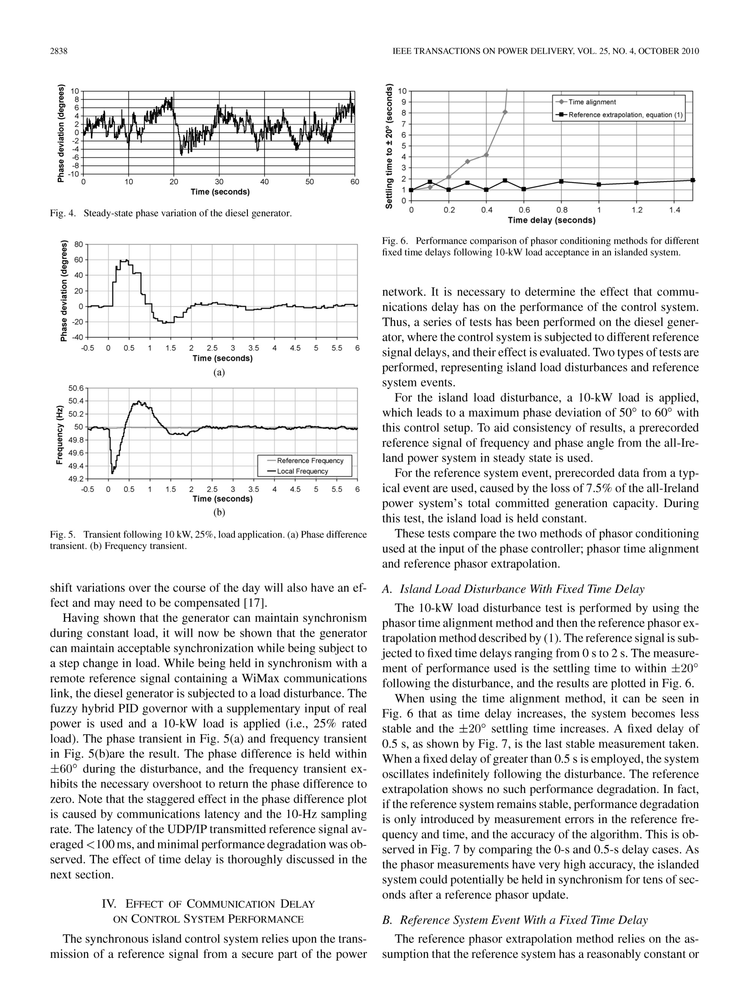 2838
IEEE TRANSACTIONS ON POWER DELIVERY, VOL. 25, NO. 4, OCTOBER 2010
Phase deviation (degrees)
10
8
6
4
2
0
-2
-4
-6
-8
-10
0 10 20 30 40 50 60
Time (seconds)
Fig. 4. Steady-state phase variation of the diesel generator.
Phase deviation (degrees)
80
60
40
20
0
-20
-40
-0.5 0 0.5 1 1.5 2 2.5 3 3.5 4 4.5 5 5.5 6
Time (seconds)
(a)
Frequency (Hz)
50.6
50.4
50.2
50
49.8
49.6
49.4
49.2
Reference Frequency
Local Frequency
-0.5 0 0.5 1 1.5 2 2.5 3 3.5 4 4.5 5 5.5 6
Time (seconds)
(b)
Fig. 5. Transient following 10 kW, 25%, load application. (a) Phase difference
transient. (b) Frequency transient.
shift variations over the course of the day will also have an ef-
fect and may need to be compensated [17].
Having shown that the generator can maintain synchronism
during constant load, it will now be shown that the generator
can maintain acceptable synchronization while being subject to
a step change in load. While being held in synchronism with a
remote reference signal containing a WiMax communications
link, the diesel generator is subjected to a load disturbance. The
fuzzy hybrid PID governor with a supplementary input of real
power is used and a 10-kW load is applied (i.e., 25% rated
load). The phase transient in Fig. 5(a) and frequency transient
in Fig. 5(b)are the result. The phase difference is held within
±60° during the disturbance, and the frequency transient ex-
hibits the necessary overshoot to return the phase difference to
zero. Note that the staggered effect in the phase difference plot
is caused by communications latency and the 10-Hz sampling
rate. The latency of the UDP/IP transmitted reference signal av-
eraged <100 ms, and minimal performance degradation was ob-
served. The effect of time delay is thoroughly discussed in the
next section.
IV. EFFECT OF COMMUNICATION DELAY
ON CONTROL SYSTEM PERFORMANCE
The synchronous island control system relies upon the trans-
mission of a reference signal from a secure part of the power
Settling time to ± 20° (seconds)
10
9
8
7
6
5
4
3
2
1
0
Time alignment
Reference extrapolation, equation (1)
0 0.2 0.4 0.6 0.8 1 1.2 1.4
Time delay (seconds)
Fig. 6. Performance comparison of phasor conditioning methods for different
fixed time delays following 10-kW load acceptance in an islanded system.
network. It is necessary to determine the effect that commu-
nications delay has on the performance of the control system.
Thus, a series of tests has been performed on the diesel gener-
ator, where the control system is subjected to different reference
signal delays, and their effect is evaluated. Two types of tests are
performed, representing island load disturbances and reference
system events.
For the island load disturbance, a 10-kW load is applied,
which leads to a maximum phase deviation of 50° to 60° with
this control setup. To aid consistency of results, a prerecorded
reference signal of frequency and phase angle from the all-Ire-
land power system in steady state is used.
For the reference system event, prerecorded data from a typ-
ical event are used, caused by the loss of 7.5% of the all-Ireland
power system's total committed generation capacity. During
this test, the island load is held constant.
These tests compare the two methods of phasor conditioning
used at the input of the phase controller; phasor time alignment
and reference phasor extrapolation.
A. Island Load Disturbance With Fixed Time Delay
The 10-kW load disturbance test is performed by using the
phasor time alignment method and then the reference phasor ex-
trapolation method described by (1). The reference signal is sub-
jected to fixed time delays ranging from 0 s to 2 s. The measure-
ment of performance used is the settling time to within ±20°
following the disturbance, and the results are plotted in Fig. 6.
When using the time alignment method, it can be seen in
Fig. 6 that as time delay increases, the system becomes less
stable and the ±20° settling time increases. A fixed delay of
0.5 s, as shown by Fig. 7, is the last stable measurement taken.
When a fixed delay of greater than 0.5 s is employed, the system
oscillates indefinitely following the disturbance. The reference
extrapolation shows no such performance degradation. In fact,
if the reference system remains stable, performance degradation
is only introduced by measurement errors in the reference fre-
quency and time, and the accuracy of the algorithm. This is ob-
served in Fig. 7 by comparing the 0-s and 0.5-s delay cases. As
the phasor measurements have very high accuracy, the islanded
system could potentially be held in synchronism for tens of sec-
onds after a reference phasor update.
B. Reference System Event With a Fixed Time Delay
The reference phasor extrapolation method relies on the as-
sumption that the reference system has a reasonably constant or